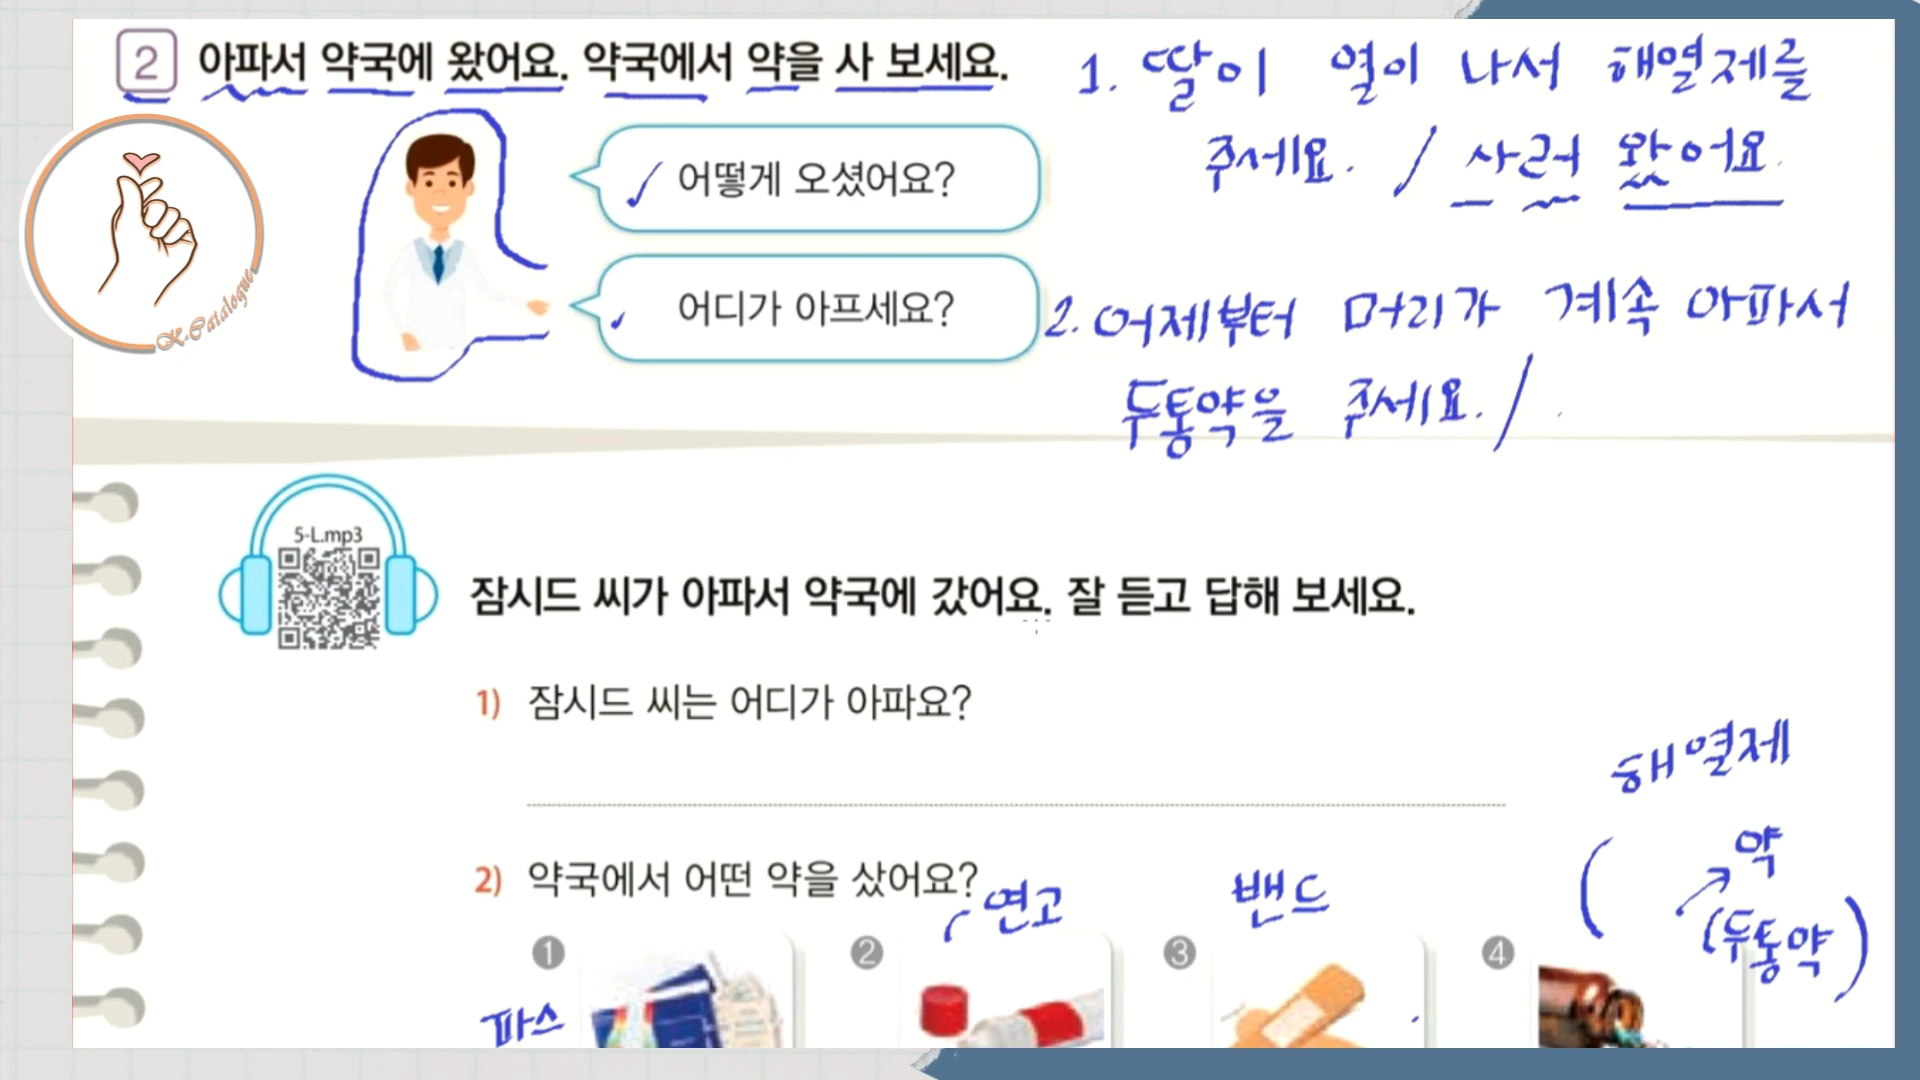 2 아파서 약국에 왔어요. 약국에서 약을 사 보세요.
어떻게 오셨어요?
어디가 아프세요?
1. 딸이 열이 나서 해열제를
주세요. / 사러 왔어요.
2. 어제부터 머리가 계속 아파서
두통약을 주세요. /
K-Catalogue
5-L.mp3
잠시드 씨가 아파서 약국에 갔어요. 잘 듣고 답해 보세요.
1) 잠시드 씨는 어디가 아파요?
2) 약국에서 어떤 약을 샀어요?
1 파스
2 연고
3 밴드
4
해열제
( 약
(두통약)